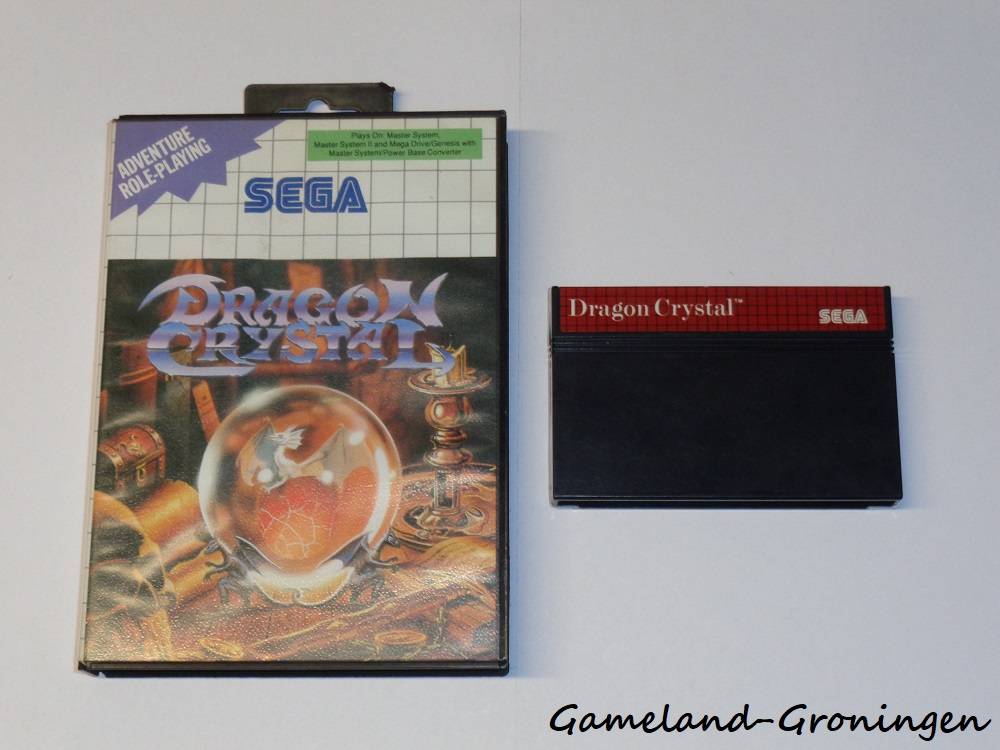 ADVENTURE
ROLE-PLAYING
Plays On: Master System,
Master System II and Mega Drive/Genesis with
Master System/Power Base Converter
SEGA
DRAGON
CRYSTAL
Dragon Crystal™
SEGA
Gameland-Groningen